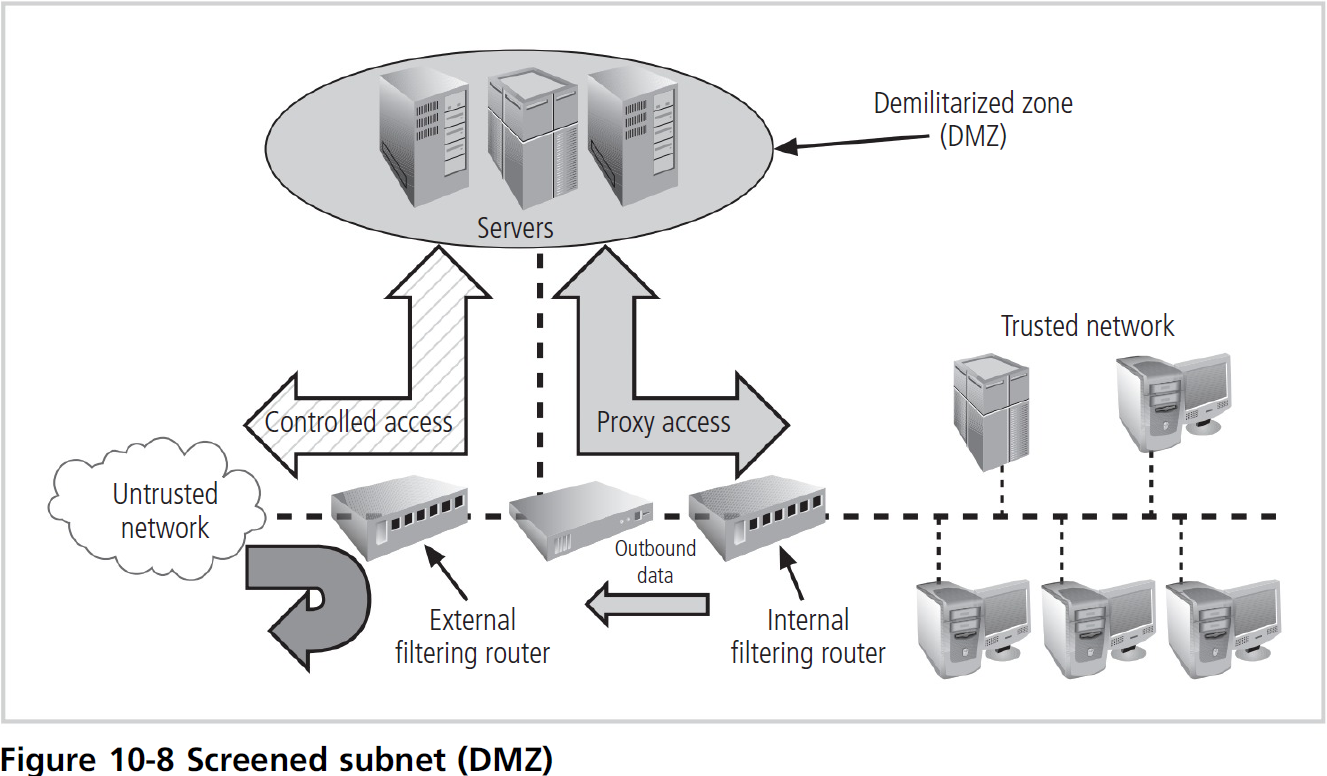 Demilitarized zone
(DMZ)
Servers
Trusted network
Controlled access
Proxy access
Untrusted
network
Outbound
data
External
filtering router
Internal
filtering router
Figure 10-8 Screened subnet (DMZ)